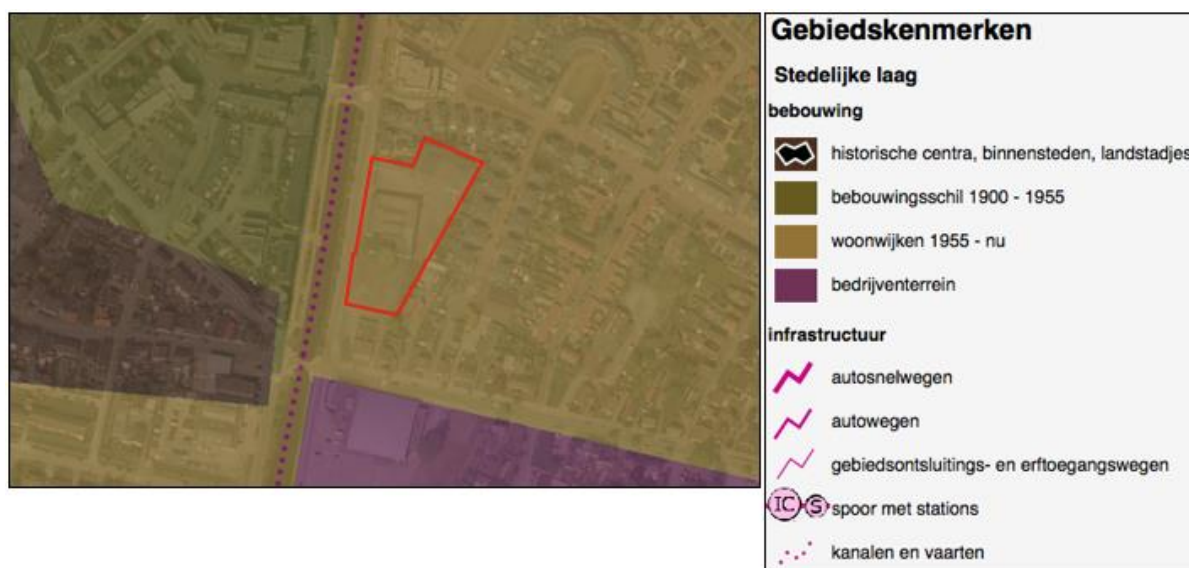 Gebiedskenmerken
Stedelijke laag
bebouwing
historische centra, binnensteden, landstadjes
bebouwingsschil 1900 - 1955
woonwijken 1955 - nu
bedrijventerrein
infrastructuur
autosnelwegen
autowegen
gebiedsontsluitings- en erftoegangswegen
IC S spoor met stations
kanalen en vaarten